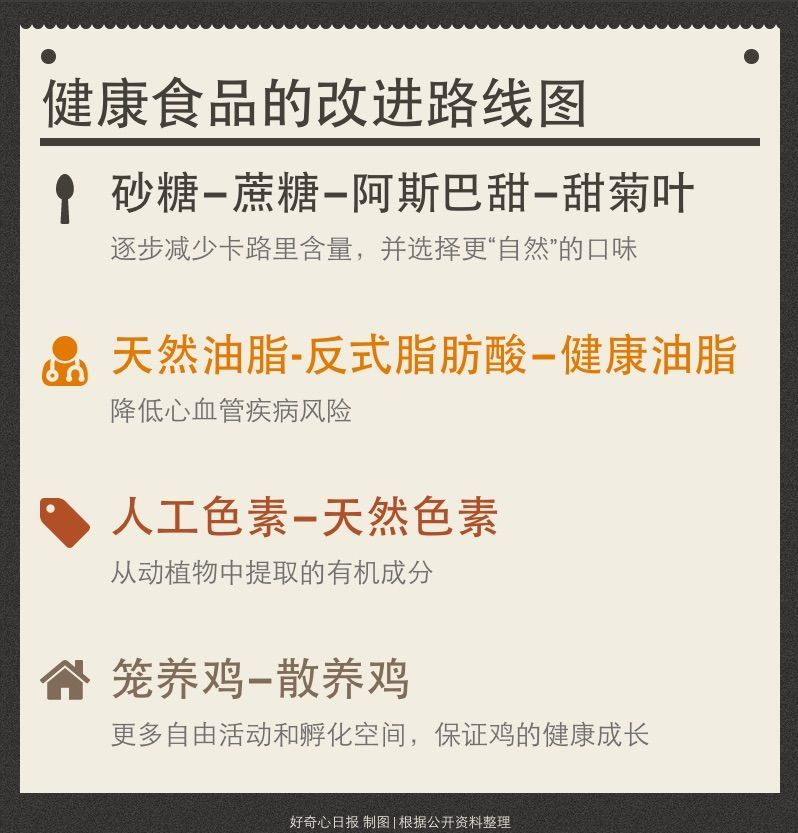 健康食品的改进路线图
砂糖–蔗糖–阿斯巴甜–甜菊叶
逐步减少卡路里含量，并选择更“自然”的口味
天然油脂-反式脂肪酸–健康油脂
降低心血管疾病风险
人工色素–天然色素
从动植物中提取的有机成分
笼养鸡–散养鸡
更多自由活动和孵化空间，保证鸡的健康成长
好奇心日报 制图|根据公开资料整理